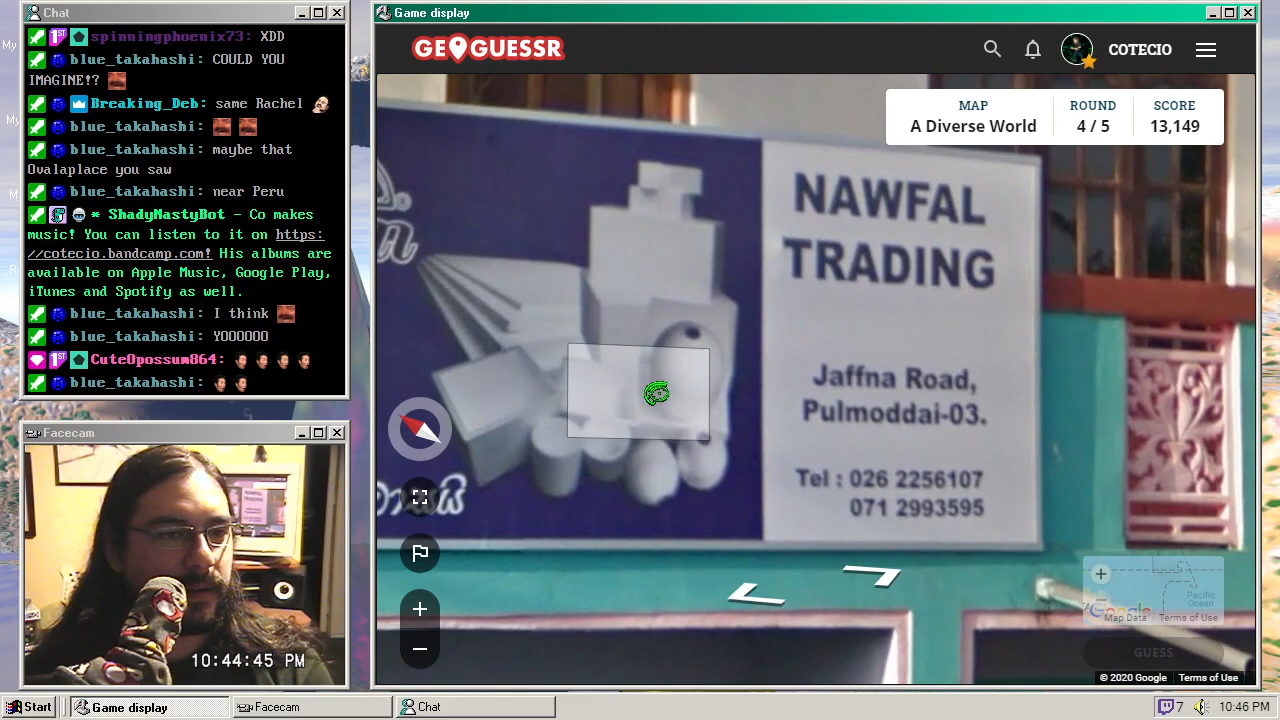 Chat
spinningphoenix73: XDD
blue_takahashi: COULD YOU
IMAGINE!?
Breaking_Deb: same Rachel
blue_takahashi:
blue_takahashi: maybe that
Ovalaplace you saw
blue_takahashi: near Peru
* ShadyNastyBot - Co makes
music! You can listen to it on https:
//cotecio.bandcamp.com! His albums are
available on Apple Music, Google Play,
iTunes and Spotify as well.
blue_takahashi: I think
blue_takahashi: YOOOOOO
CuteOpossum864:
blue_takahashi:
Facecam
10:44:45 PM
Game display
GEOGUESSR
COTECIO
MAP
A Diverse World
ROUND
4 / 5
SCORE
13,149
NAWFAL
TRADING
Jaffna Road,
Pulmoddai-03.
Tel : 026 2256107
071 2993595
Pacific
Ocean
Google
Map Data
Terms of Use
GUESS
© 2020 Google
Terms of Use
Start
Game display
Facecam
Chat
7
10:46 PM